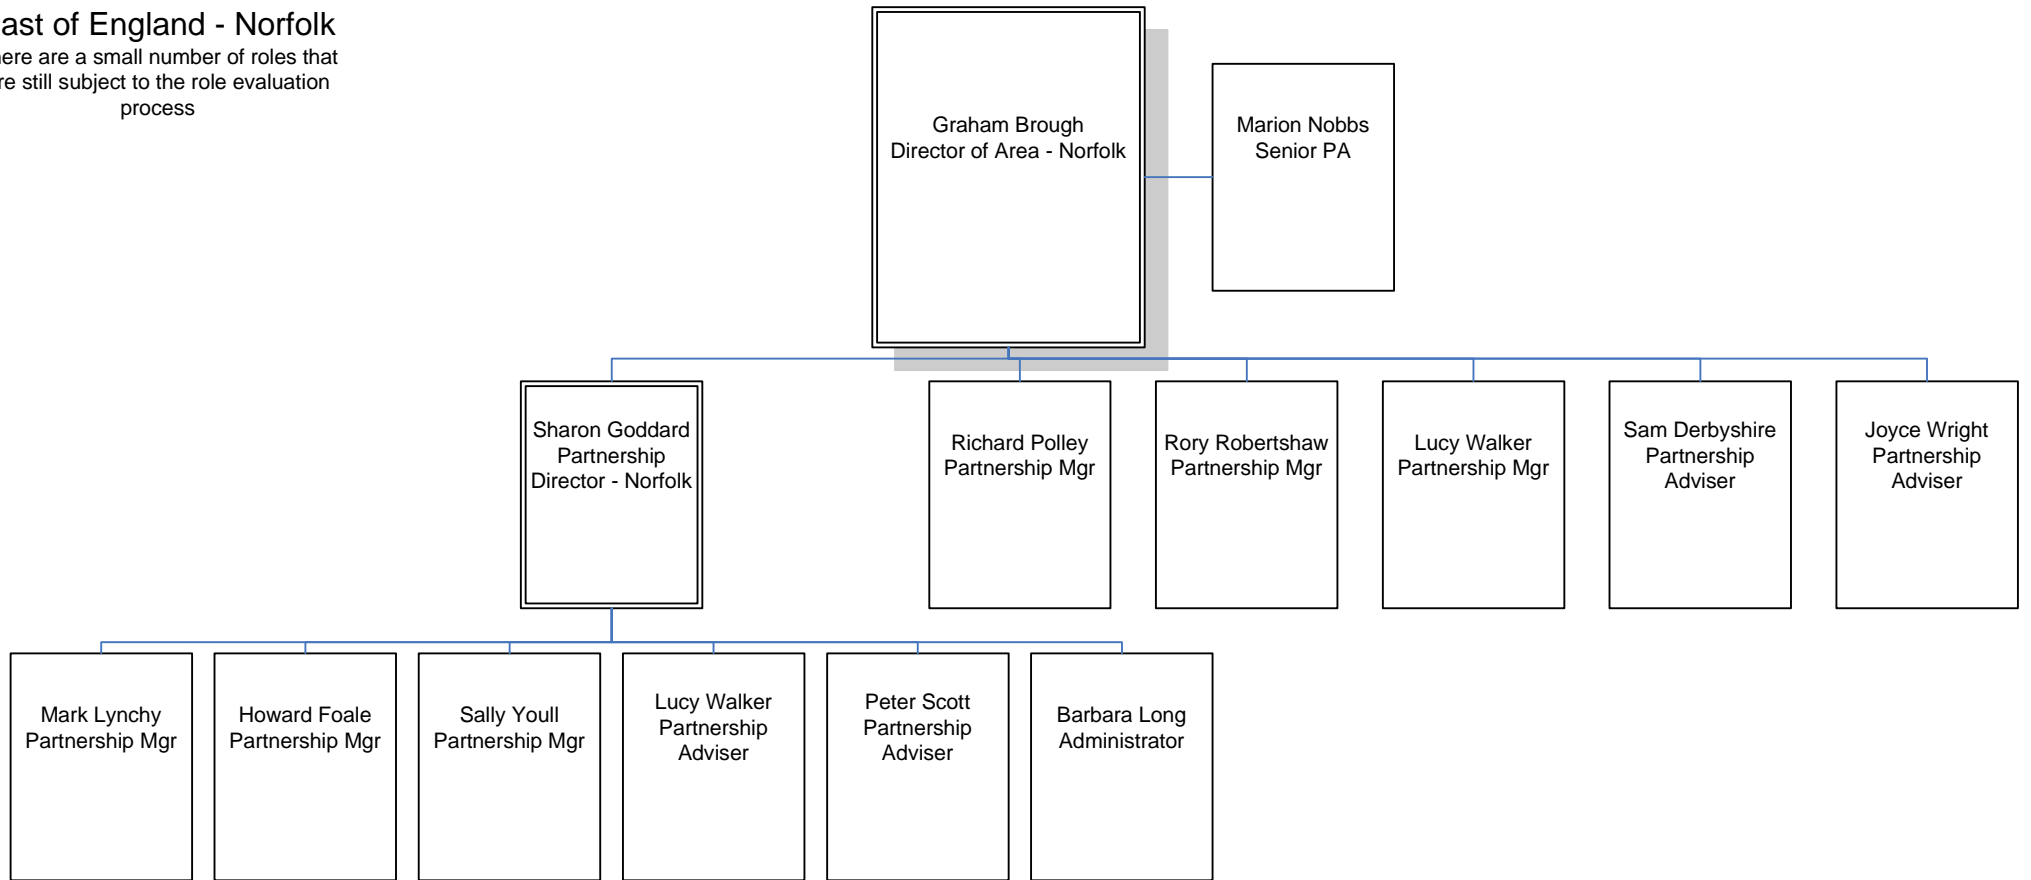 ast of England - Norfolk
here are a small number of roles that
re still subject to the role evaluation
process
Graham Brough
Director of Area - Norfolk
Marion Nobbs
Senior PA
Sharon Goddard
Partnership
Director - Norfolk
Richard Polley
Partnership Mgr
Rory Robertshaw
Partnership Mgr
Lucy Walker
Partnership Mgr
Sam Derbyshire
Partnership
Adviser
Joyce Wright
Partnership
Adviser
Mark Lynchy
Partnership Mgr
Howard Foale
Partnership Mgr
Sally Youll
Partnership Mgr
Lucy Walker
Partnership
Adviser
Peter Scott
Partnership
Adviser
Barbara Long
Administrator